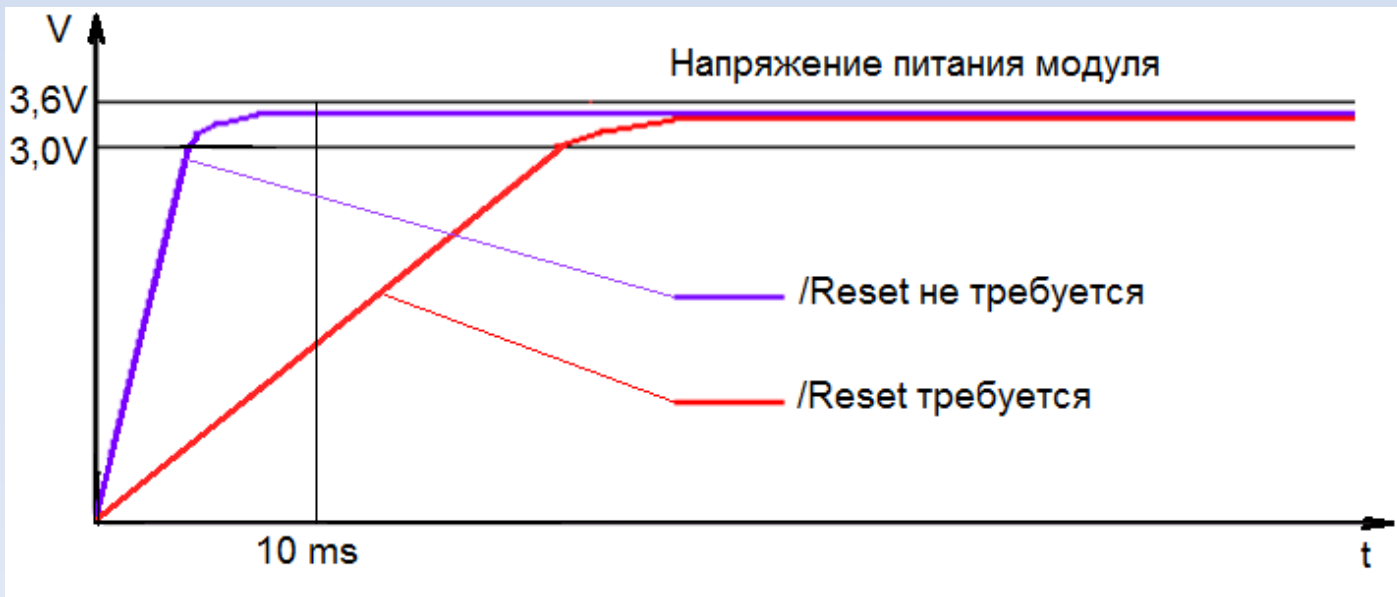 V
Напряжение питания модуля
3,6V
3,0V
/Reset не требуется
/Reset требуется
10 ms
t